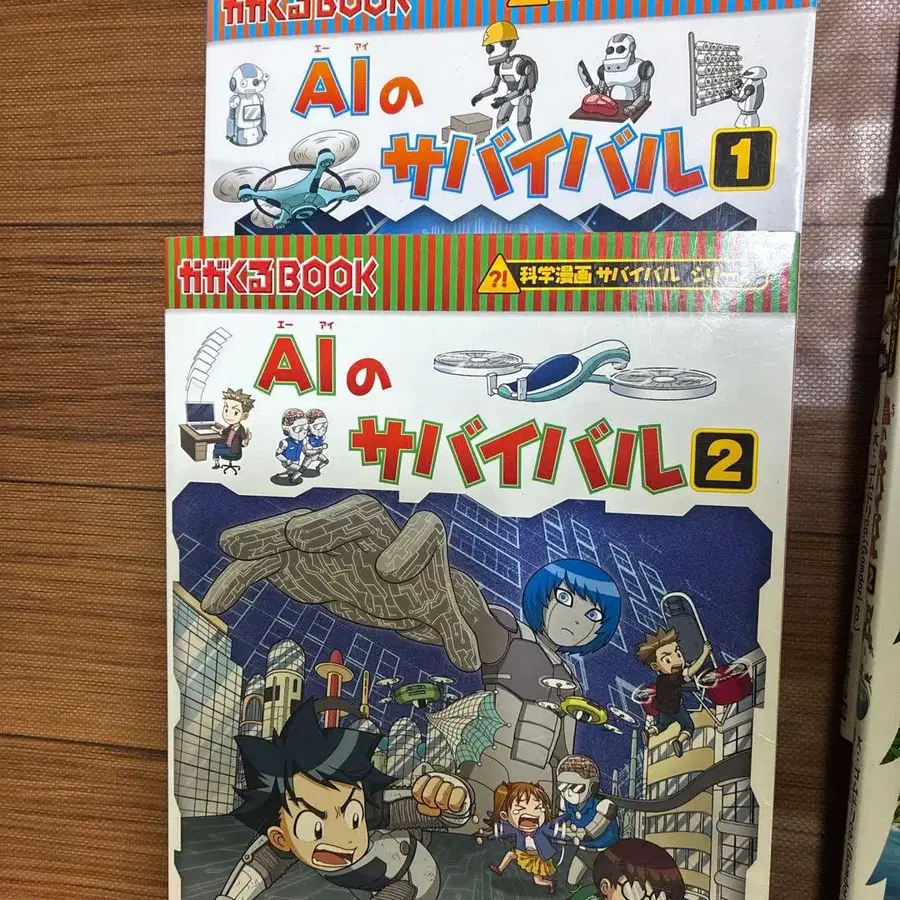 かがくるBOOK
エー アイ
AIの
サバイバル 1
かがくるBOOK
?! 科学漫画 サバイバル シリー
エー アイ
AIの
サバイバル 2